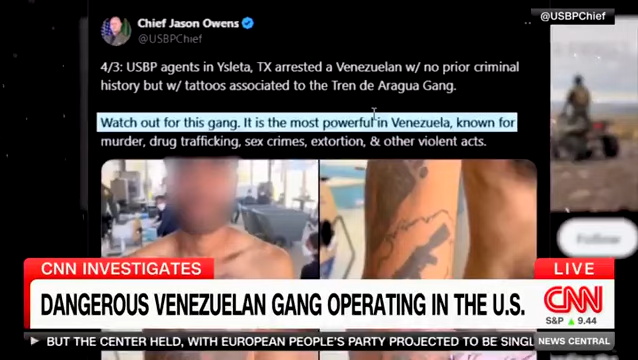 @USBPChief
Chief Jason Owens
@USBPChief
4/3: USBP agents in Ysleta, TX arrested a Venezuelan w/ no prior criminal
history but w/ tattoos associated to the Tren de Aragua Gang.
Watch out for this gang. It is the most powerful in Venezuela, known for
murder, drug trafficking, sex crimes, extortion, & other violent acts.
Follow
CNN INVESTIGATES
LIVE
DANGEROUS VENEZUELAN GANG OPERATING IN THE U.S.
CNN
S&P ▲ 9.44
BUT THE CENTER HELD, WITH EUROPEAN PEOPLE'S PARTY PROJECTED TO BE SINGL
NEWS CENTRAL